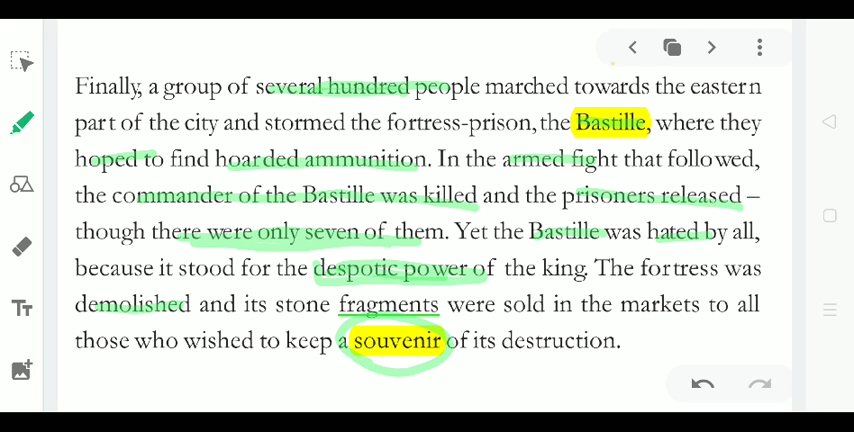 Finally, a group of several hundred people marched towards the eastern
part of the city and stormed the fortress-prison, the Bastille, where they
hoped to find hoarded ammunition. In the armed fight that followed,
the commander of the Bastille was killed and the prisoners released –
though there were only seven of them. Yet the Bastille was hated by all,
because it stood for the despotic power of the king. The fortress was
demolished and its stone fragments were sold in the markets to all
those who wished to keep a souvenir of its destruction.
Tт